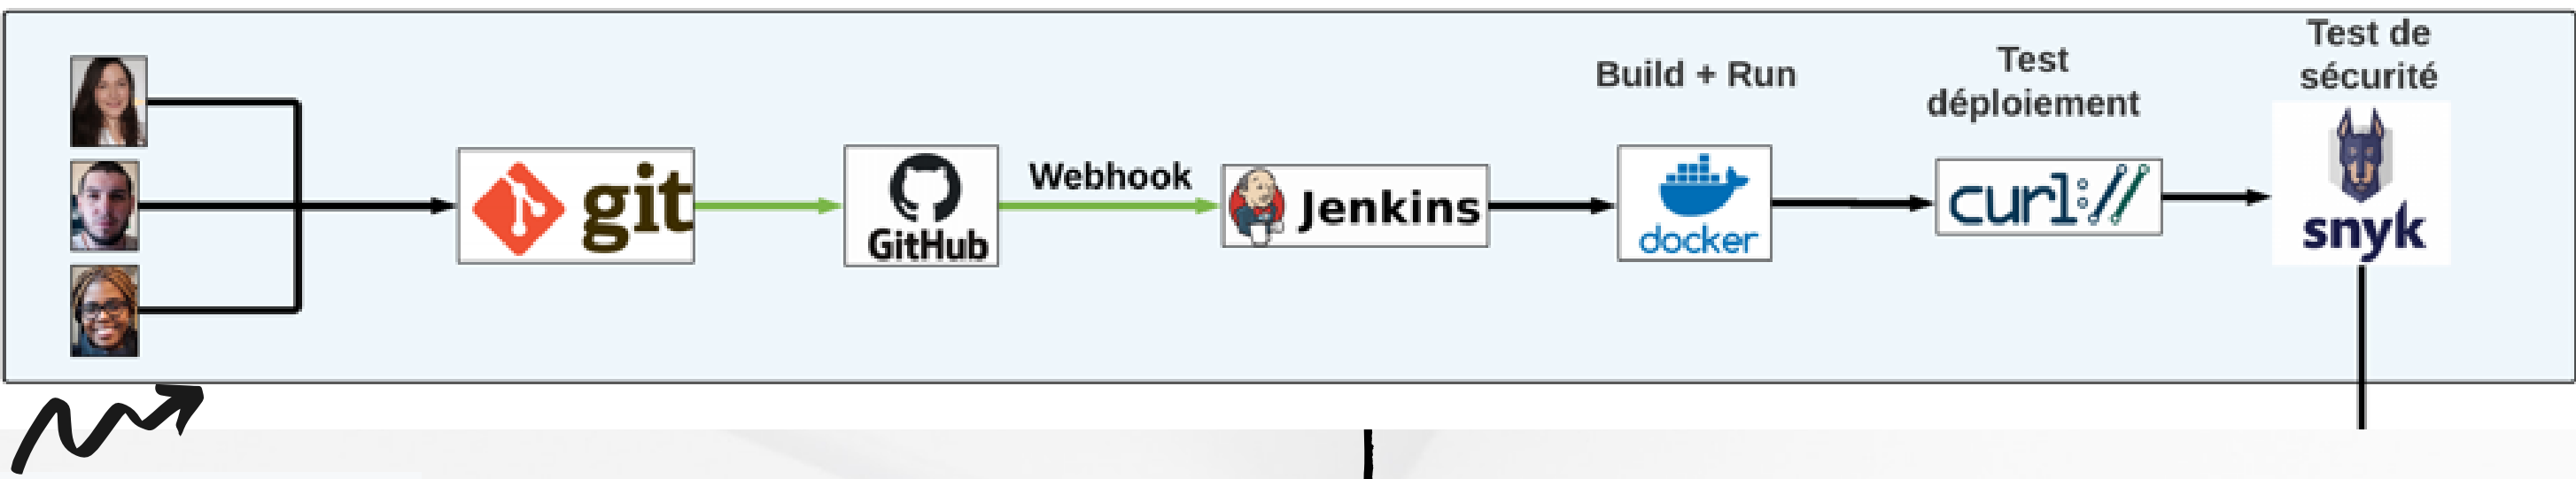 Test de
sécurité
Test
déploiement
Build + Run
Webhook
git
GitHub
Jenkins
docker
curl://
snyk